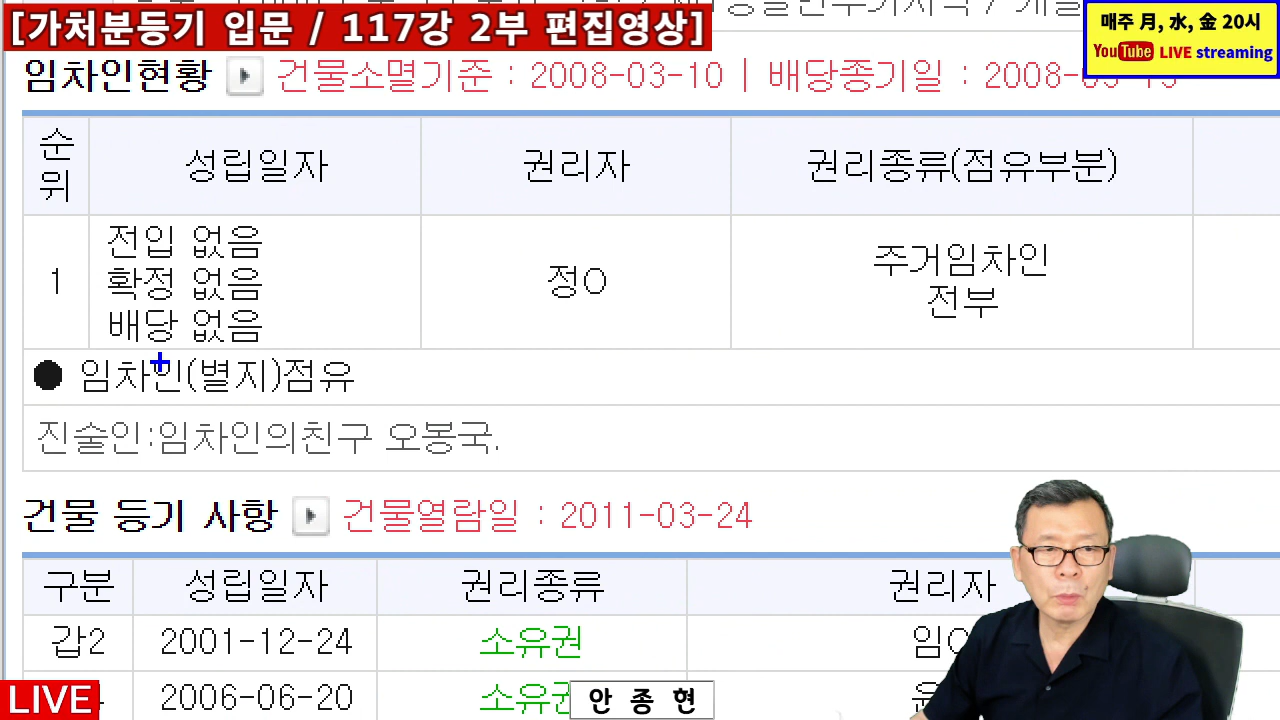 [가처분등기 입문 / 117강 2부 편집영상]
매주 月, 水, 金 20시
YouTube LIVE streaming
임차인현황 건물소멸기준 : 2008-03-10 | 배당종기일 : 2008-
순위 성립일자 권리자 권리종류(점유부분)
1 전입 없음 정O 주거임차인
확정 없음 전부
배당 없음
● 임차인(별지)점유
진술인:임차인의친구 오봉국.
건물 등기 사항 건물열람일 : 2011-03-24
구분 성립일자 권리종류 권리자
갑2 2001-12-24 소유권
2006-06-20 소유권
LIVE
안 종 현